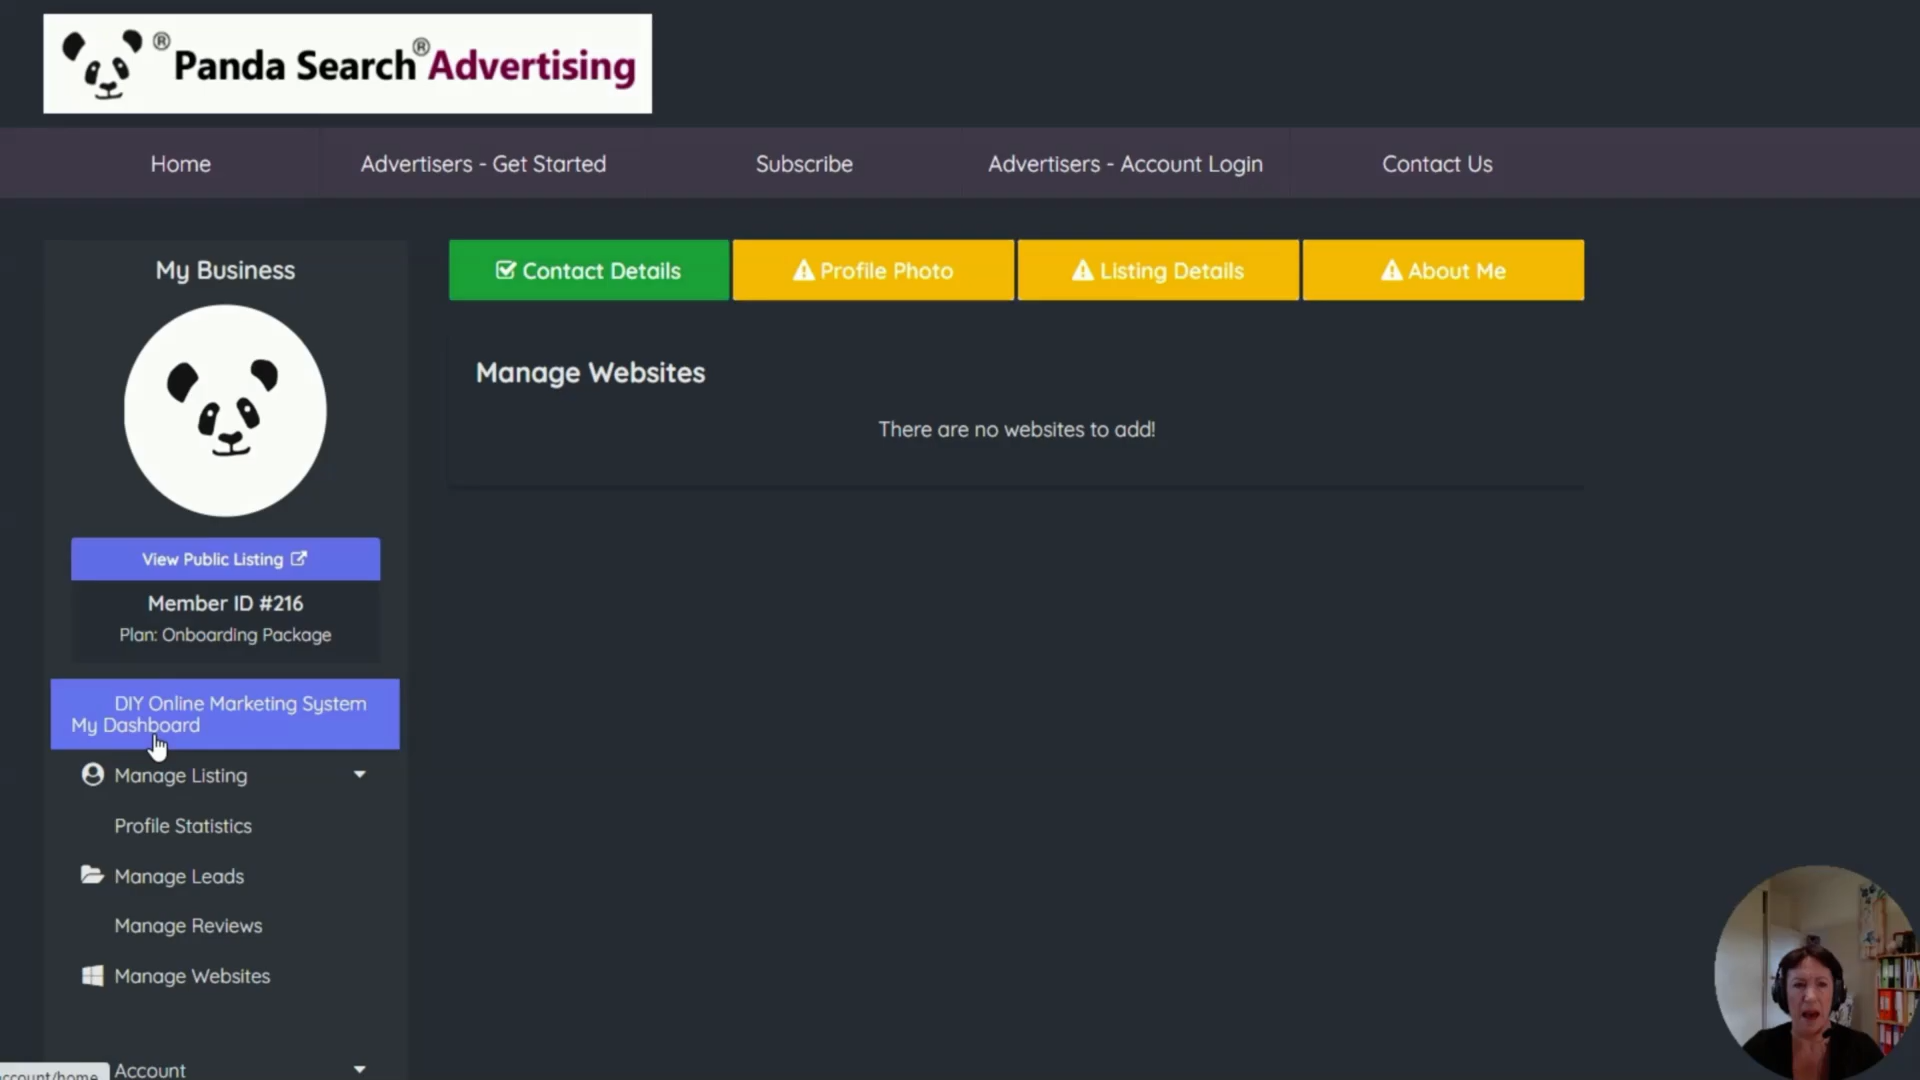 ® Panda Search® Advertising
Home
Advertisers - Get Started
Subscribe
Advertisers - Account Login
Contact Us
My Business
Contact Details
Profile Photo
Listing Details
About Me
Manage Websites
There are no websites to add!
View Public Listing
Member ID #216
Plan: Onboarding Package
DIY Online Marketing System
My Dashboard
Manage Listing
Profile Statistics
Manage Leads
Manage Reviews
Manage Websites
Account
account/home